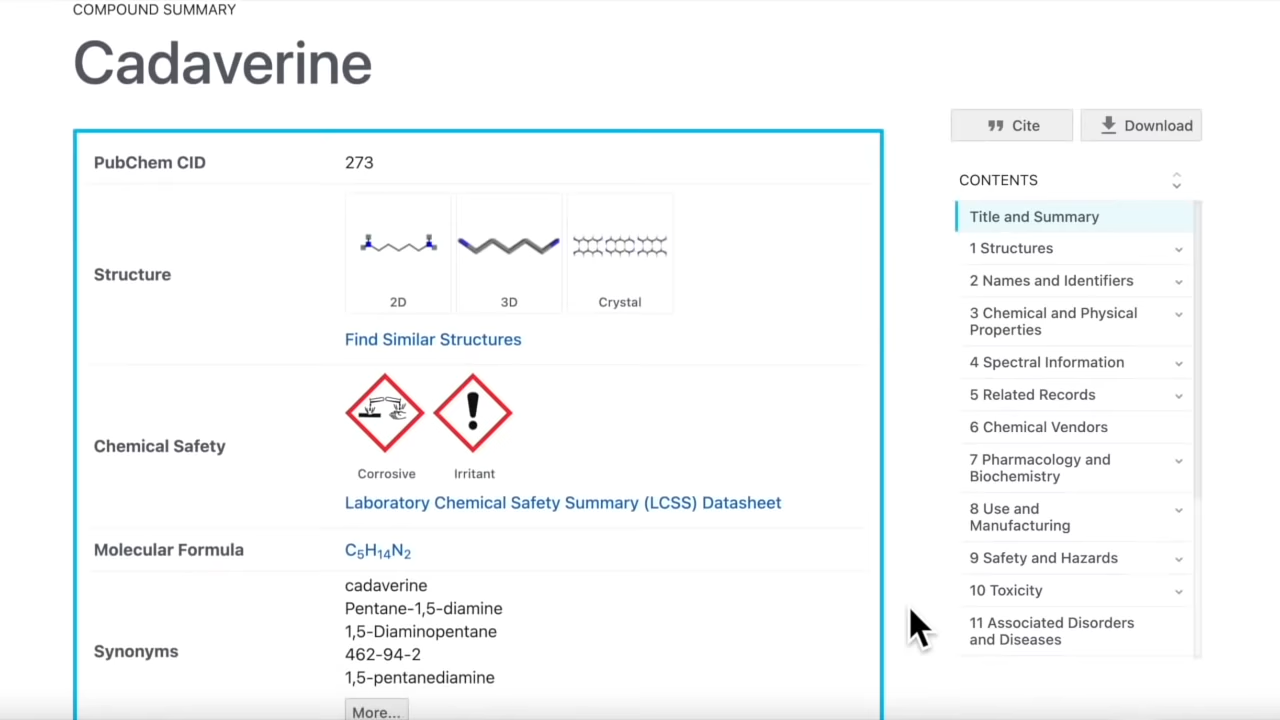 COMPOUND SUMMARY
Cadaverine
Cite
Download
PubChem CID
273
Structure
2D
3D
Crystal
Find Similar Structures
Chemical Safety
Corrosive
Irritant
Laboratory Chemical Safety Summary (LCSS) Datasheet
Molecular Formula
C₅H₁₄N₂
Synonyms
cadaverine
Pentane-1,5-diamine
1,5-Diaminopentane
462-94-2
1,5-pentanediamine
More...
CONTENTS
Title and Summary
1 Structures
2 Names and Identifiers
3 Chemical and Physical
Properties
4 Spectral Information
5 Related Records
6 Chemical Vendors
7 Pharmacology and
Biochemistry
8 Use and
Manufacturing
9 Safety and Hazards
10 Toxicity
11 Associated Disorders
and Diseases